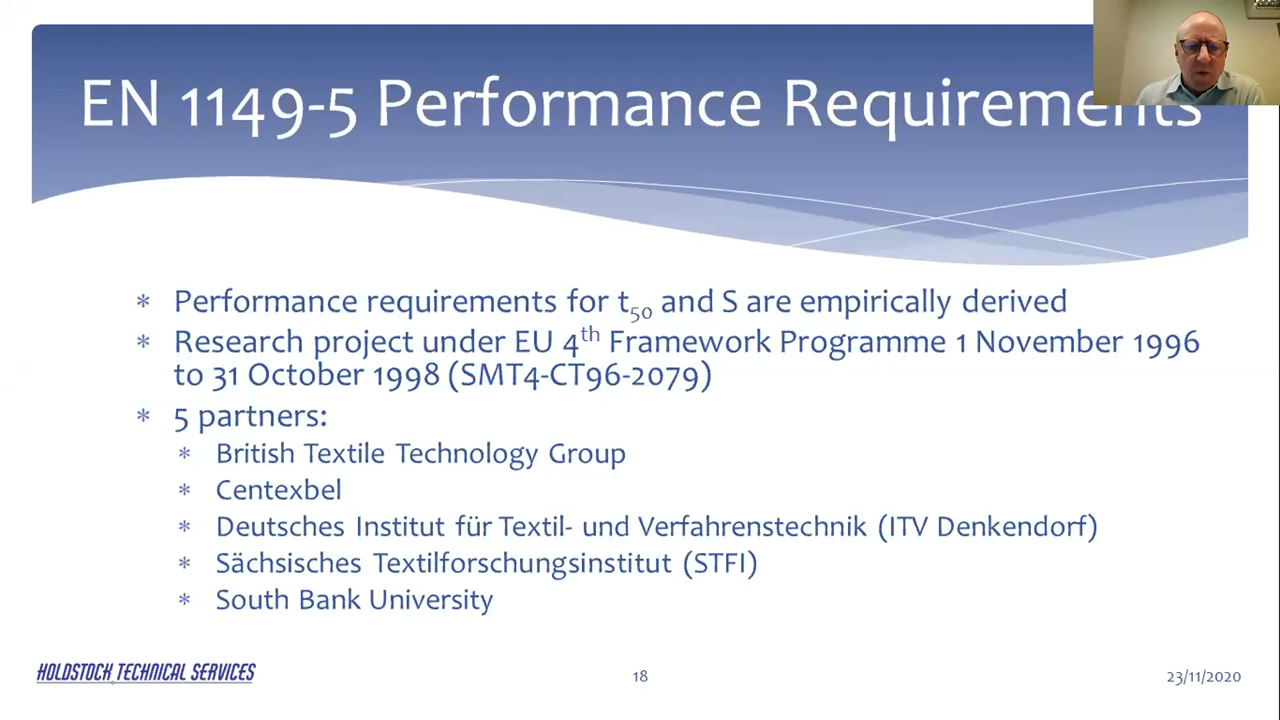 EN 1149-5 Performance Requirements
* Performance requirements for t₅₀ and S are empirically derived
* Research project under EU 4ᵗʰ Framework Programme 1 November 1996
to 31 October 1998 (SMT4-CT96-2079)
* 5 partners:
* British Textile Technology Group
* Centexbel
* Deutsches Institut für Textil- und Verfahrenstechnik (ITV Denkendorf)
* Sächsisches Textilforschungsinstitut (STFI)
* South Bank University
HOLDSTOCK TECHNICAL SERVICES
18
23/11/2020